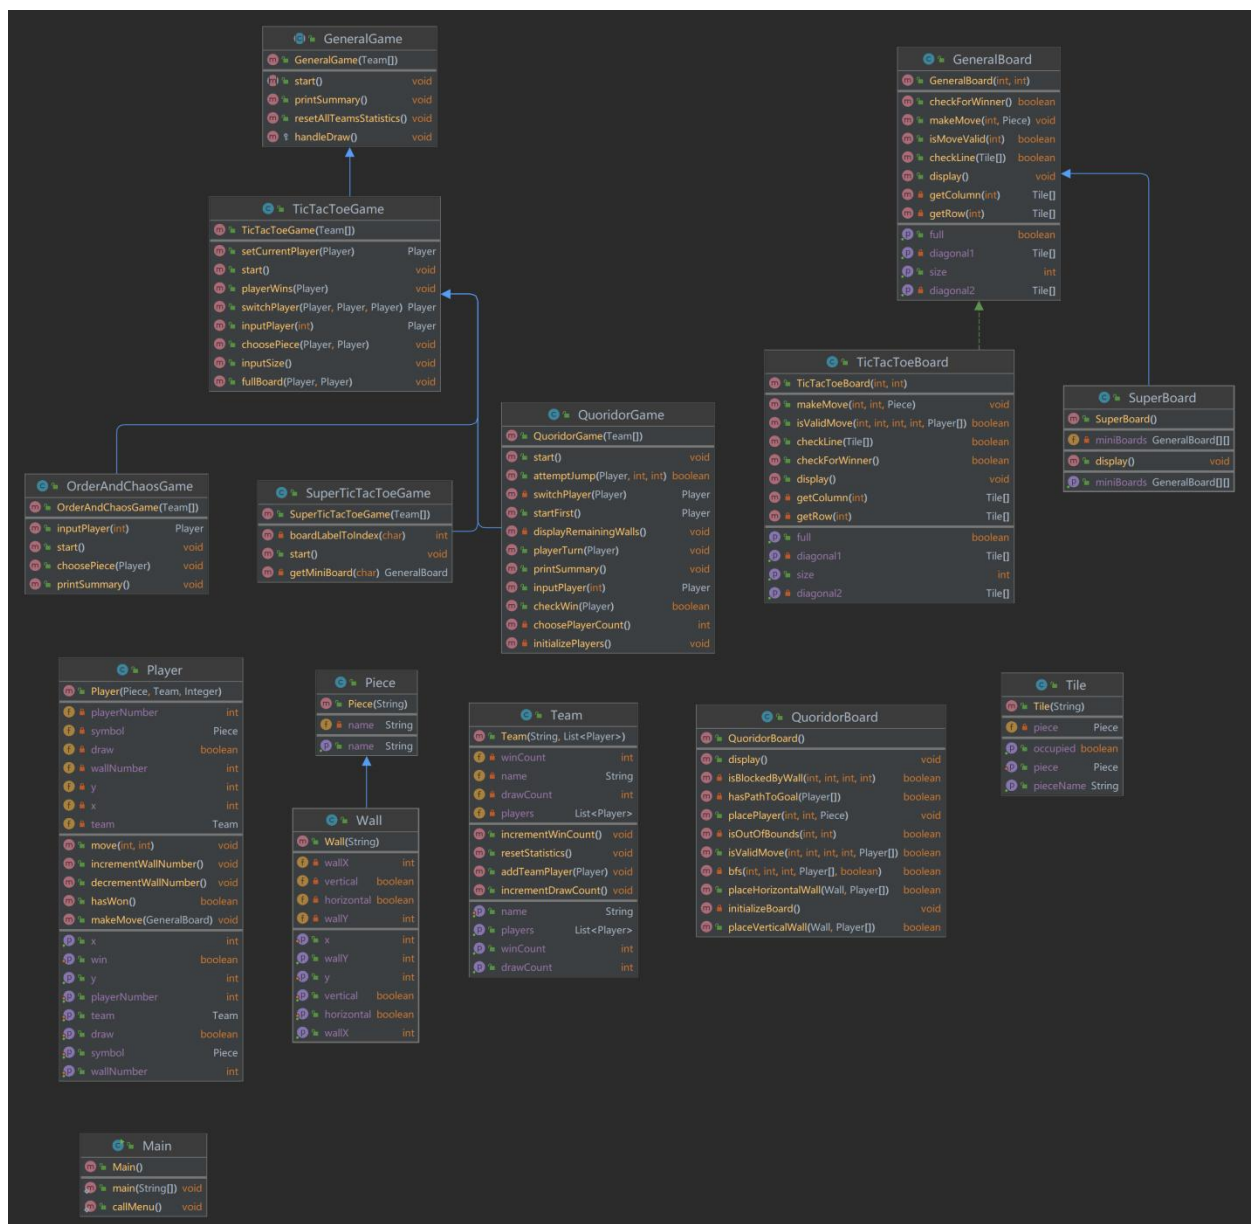 GeneralGame
GeneralGame(Team[])
start() void
printSummary() void
resetAllTeamsStatistics() void
handleDraw() void
GeneralBoard
GeneralBoard(int, int)
checkForWinner() boolean
makeMove(int, Piece) void
isMoveValid(int) boolean
checkLine(Tile[]) boolean
display() void
getColumn(int) Tile[]
getRow(int) Tile[]
full boolean
diagonal1 Tile[]
size int
diagonal2 Tile[]
TicTacToeGame
TicTacToeGame(Team[])
setCurrentPlayer(Player) Player
start() void
playerWins(Player) void
switchPlayer(Player, Player, Player) Player
inputPlayer(int) Player
choosePiece(Player, Player) void
inputSize() void
fullBoard(Player, Player) void
TicTacToeBoard
TicTacToeBoard(int, int)
makeMove(int, int, Piece) void
isValidMove(int, int, int, int, Player[]) boolean
checkLine(Tile[]) boolean
checkForWinner() boolean
display() void
getColumn(int) Tile[]
getRow(int) Tile[]
full boolean
diagonal1 Tile[]
size int
diagonal2 Tile[]
SuperBoard
SuperBoard()
miniBoards GeneralBoard[][]
display() void
miniBoards GeneralBoard[][]
OrderAndChaosGame
OrderAndChaosGame(Team[])
inputPlayer(int) Player
start() void
choosePiece(Player) void
printSummary() void
SuperTicTacToeGame
SuperTicTacToeGame(Team[])
boardLabelToIndex(char) int
start() void
getMiniBoard(char) GeneralBoard
QuoridorGame
QuoridorGame(Team[])
start() void
attemptJump(Player, int, int) boolean
switchPlayer(Player) Player
startFirst() Player
displayRemainingWalls() void
playerTurn(Player) void
printSummary() void
inputPlayer(int) Player
checkWin(Player) boolean
choosePlayerCount() int
initializePlayers() void
Player
Player(Piece, Team, Integer)
playerNumber int
symbol Piece
draw boolean
wallNumber int
y int
x int
team Team
move(int, int) void
incrementWallNumber() void
decrementWallNumber() void
hasWon() boolean
makeMove(GeneralBoard) void
x int
win boolean
y int
playerNumber int
team Team
draw boolean
symbol Piece
wallNumber int
Piece
Piece(String)
name String
name String
Wall
Wall(String)
wallX int
vertical boolean
horizontal boolean
wallY int
x int
wallY int
y int
vertical boolean
horizontal boolean
wallX int
Team
Team(String, List<Player>)
winCount int
name String
drawCount int
players List<Player>
incrementWinCount() void
resetStatistics() void
addTeamPlayer(Player) void
incrementDrawCount() void
name String
players List<Player>
winCount int
drawCount int
QuoridorBoard
QuoridorBoard()
display() void
isBlockedByWall(int, int, int, int) boolean
hasPathToGoal(Player[]) boolean
placePlayer(int, int, Piece) void
isOutOfBounds(int, int) boolean
isValidMove(int, int, int, int, Player[]) boolean
bfs(int, int, int, Player[], boolean) boolean
placeHorizontalWall(Wall, Player[]) boolean
initializeBoard() void
placeVerticalWall(Wall, Player[]) boolean
Tile
Tile(String)
piece Piece
occupied boolean
piece Piece
pieceName String
Main
Main()
main(String[]) void
callMenu() void